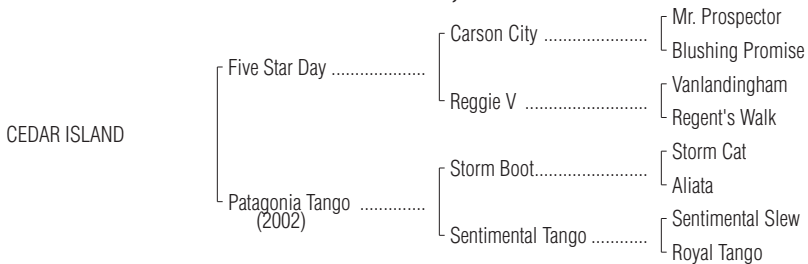 Mr. Prospector
Carson City .....................
Blushing Promise
Five Star Day ...................
Vanlandingham
Reggie V .........................
Regent's Walk
CEDAR ISLAND
Storm Cat
Storm Boot.......................
Aliata
Patagonia Tango .............
(2002)
Sentimental Slew
Sentimental Tango ............
Royal Tango